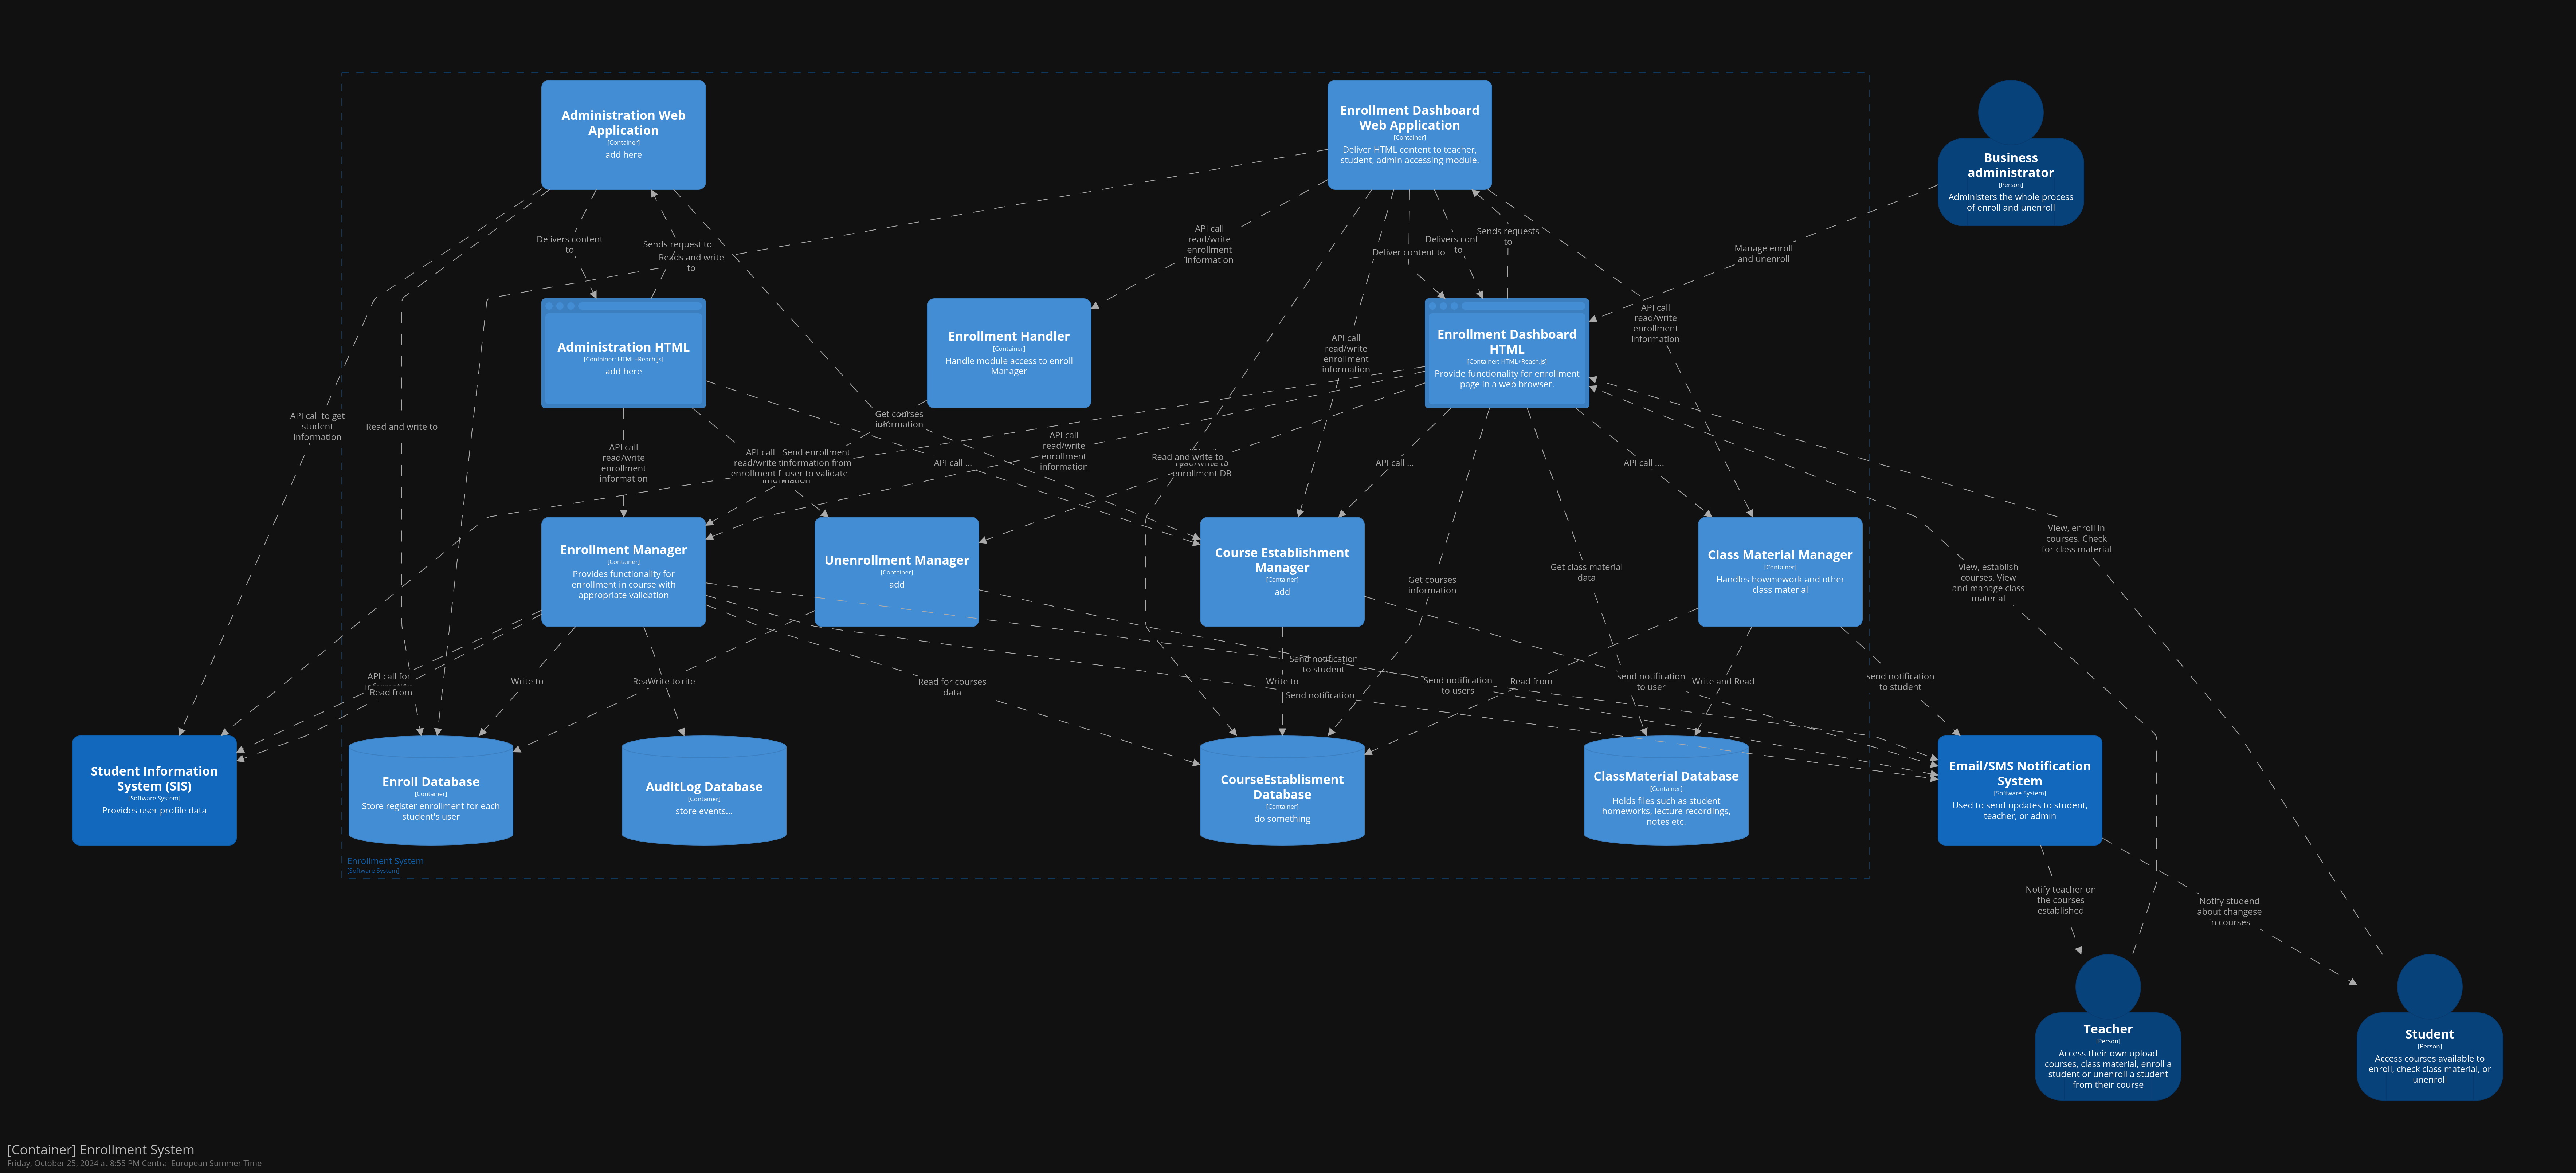 Administration Web
Application
[Container]
add here
Enrollment Dashboard
Web Application
[Container]
Deliver HTML content to teacher,
student, admin accessing module.
Business
administrator
[Person]
Administers the whole process
of enroll and unenroll
Delivers content
to
Sends request to
Reads and write
to
API call
read/write
enrollment
information
Deliver content to
Delivers cont
to
Sends requests
to
Manage enroll
and unenroll
Administration HTML
[Container: HTML+Reach.js]
add here
Enrollment Handler
[Container]
Handle module access to enroll
Manager
API call
read/write
enrollment
information
Enrollment Dashboard
HTML
[Container: HTML+Reach.js]
Provide functionality for enrollment
page in a web browser.
API call
read/write
enrollment
information
API call to get
student
information
Read and write to
API call
read/write
enrollment
information
API call
read/write
enrollment
Send enrollment
information from
user to validate
Get courses
information
API call ...
API call
read/write
enrollment
information
Read and write to
enrollment DB
API call ...
API call ....
Enrollment Manager
[Container]
Provides functionality for
enrollment in course with
appropriate validation
Unenrollment Manager
[Container]
add
Course Establishment
Manager
[Container]
add
Get courses
information
Get class material
data
Class Material Manager
[Container]
Handles howmework and other
class material
View, establish
courses. View
and manage class
material
View, enroll in
courses. Check
for class material
API call for
Read from
Write to
Write to
rite
Read for courses
data
Send notification
to student
Write to
Send notification
Send notification
to users
Read from
send notification
to user
Write and Read
send notification
to student
Student Information
System (SIS)
[Software System]
Provides user profile data
Enroll Database
[Container]
Store register enrollment for each
student's user
AuditLog Database
[Container]
store events...
CourseEstablisment
Database
[Container]
do something
ClassMaterial Database
[Container]
Holds files such as student
homeworks, lecture recordings,
notes etc.
Email/SMS Notification
System
[Software System]
Used to send updates to student,
teacher, or admin
Enrollment System
[Software System]
Notify teacher on
the courses
established
Notify studend
about changese
in courses
Teacher
[Person]
Access their own upload
courses, class material, enroll a
student or unenroll a student
from their course
Student
[Person]
Access courses available to
enroll, check class material, or
unenroll
[Container] Enrollment System
Friday, October 25, 2024 at 8:55 PM Central European Summer Time